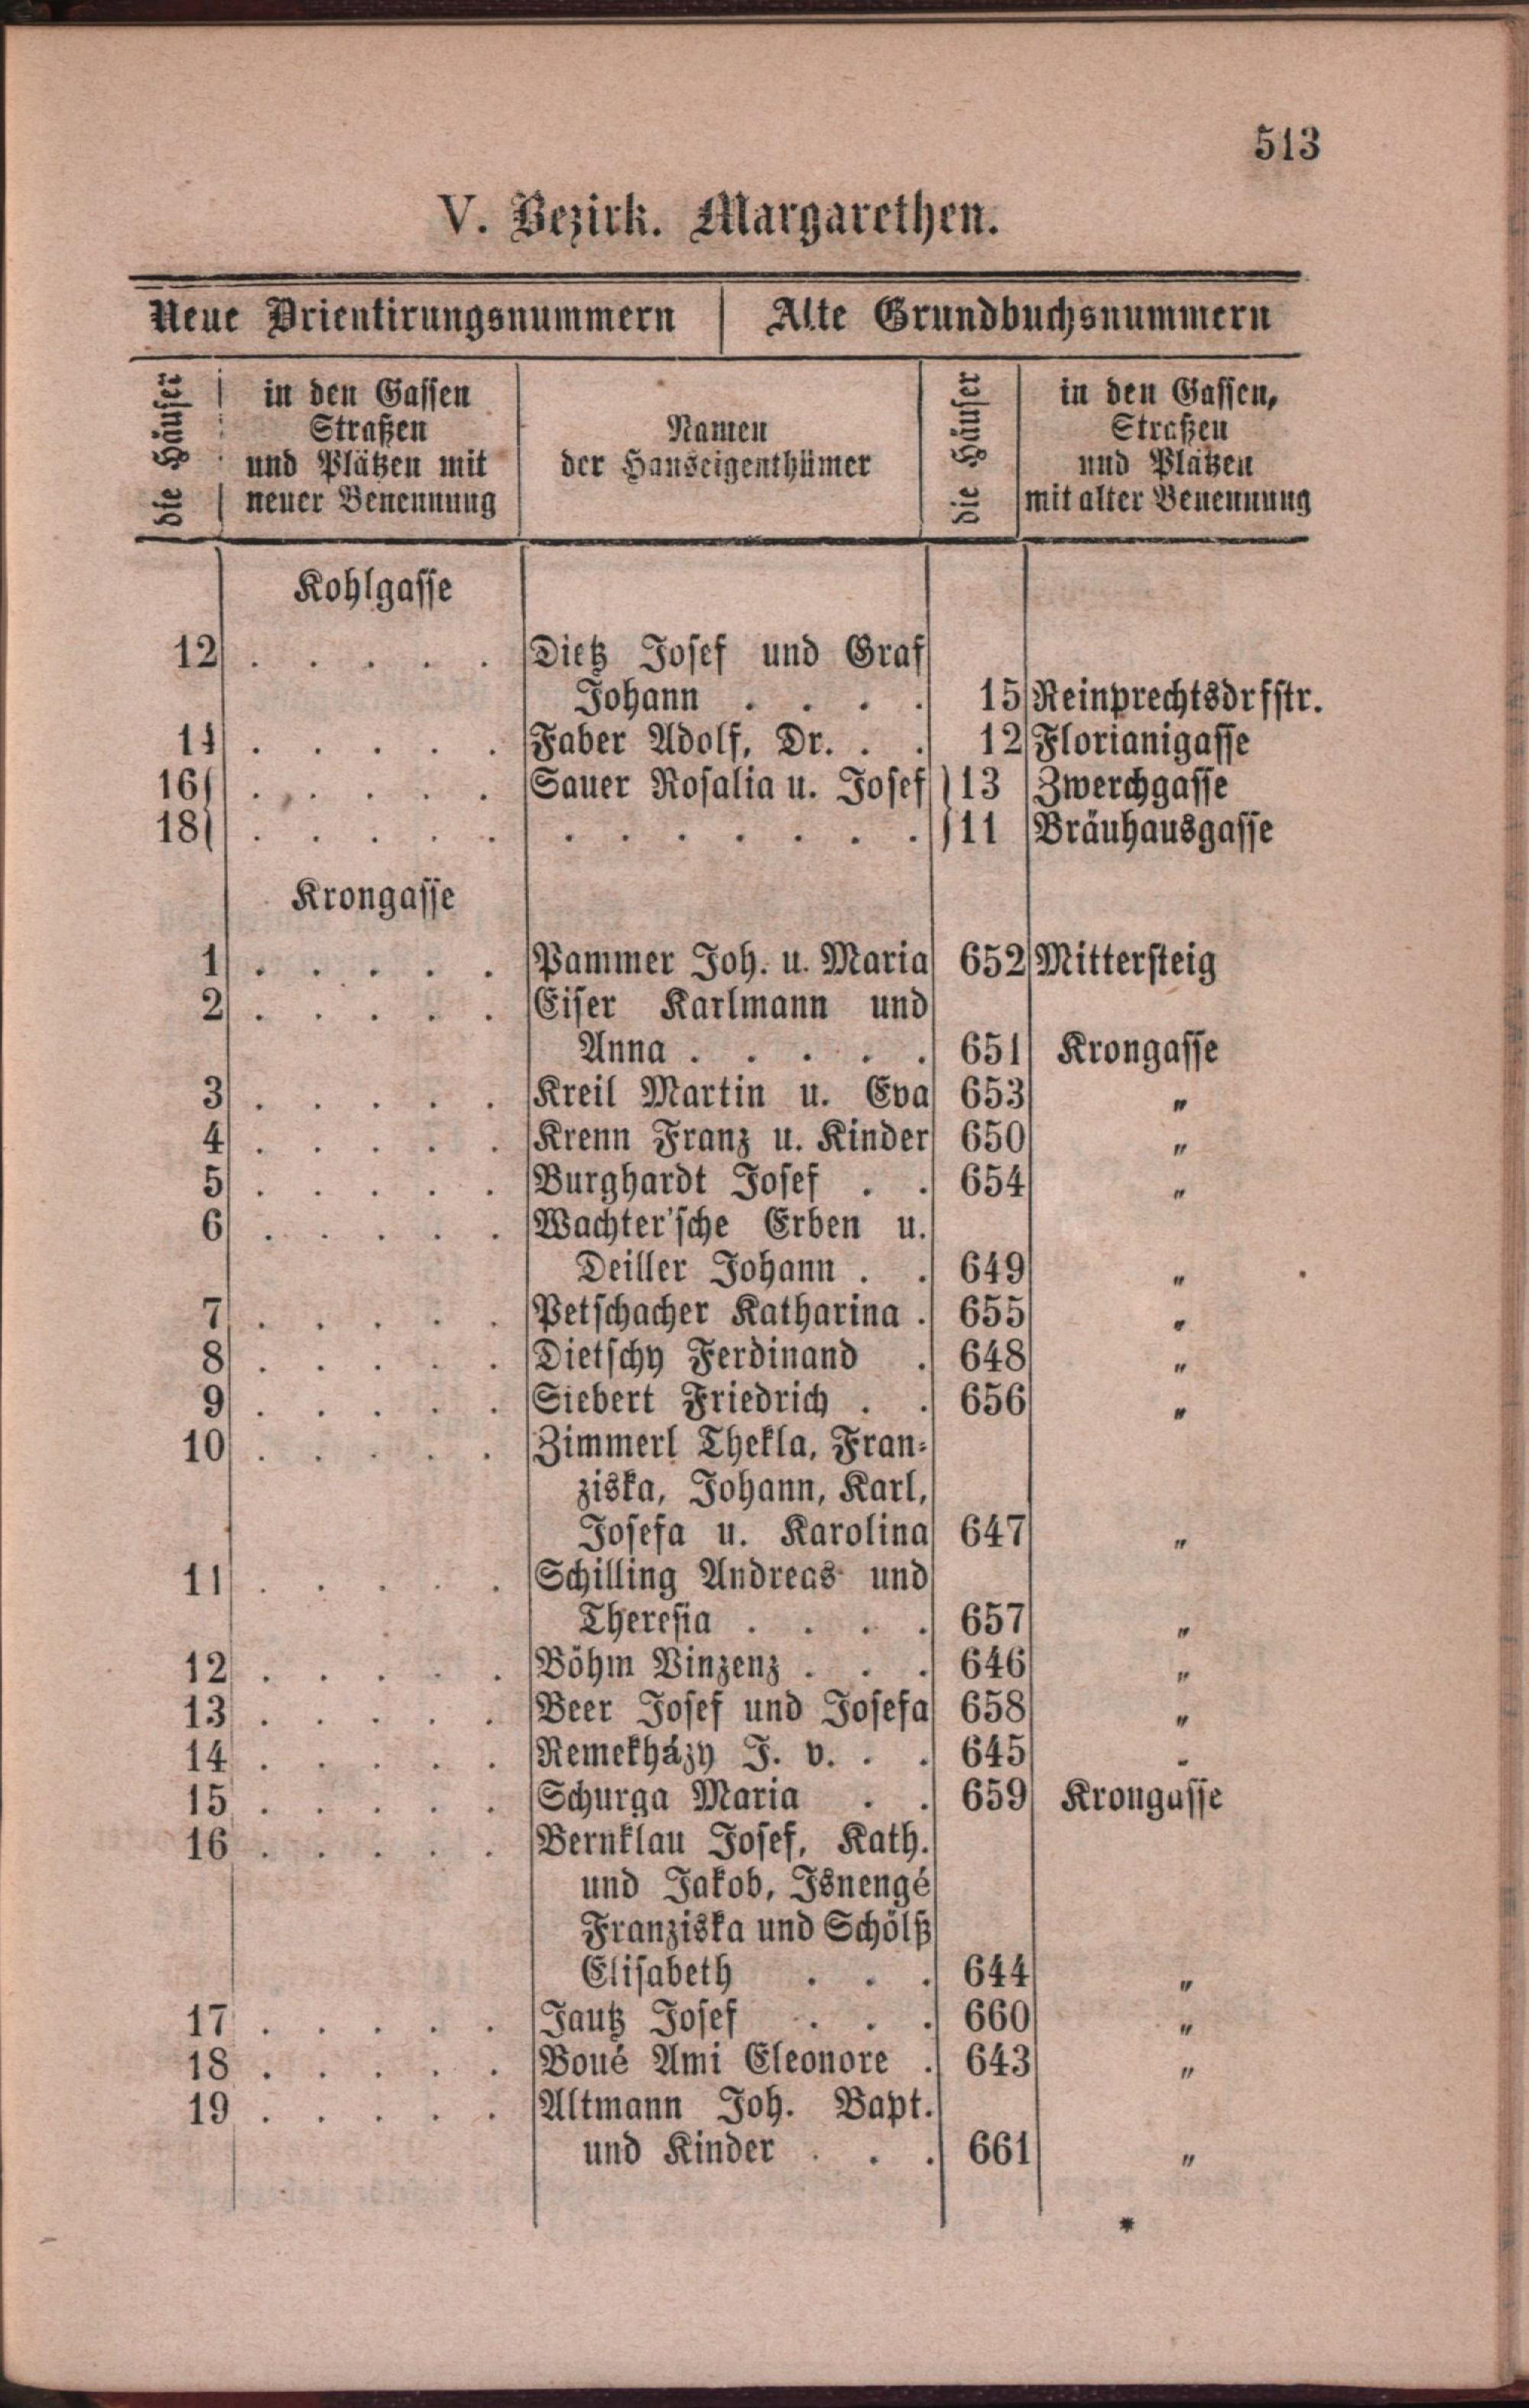 513
V. Bezirk. Margarethen.
Neue Orientirungsnummern | Alte Grundbuchsnummern
die Häuser
in den Gassen
Straßen
und Plätzen mit
neuer Benennung
Namen
der Hauseigenthümer
die Häuser
in den Gassen,
Straßen
und Plätzen
mit alter Benennung
Kohlgasse
12 . . . . . Dietz Josef und Graf
Johann . . . . 15 Reinprechtsdrfstr.
14 . . . . . Faber Adolf, Dr. . . 12 Florianigasse
16 . . . . . Sauer Rosalia u. Josef 13 Zwerchgasse
18 . . . . . . . . . . . . 11 Bräuhausgasse
Krongasse
1 . . . . . Pammer Joh. u. Maria 652 Mittersteig
2 . . . . . Eiser Karlmann und
Anna . . . . . 651 Krongasse
3 . . . . . Kreil Martin u. Eva 653 "
4 . . . . . Krenn Franz u. Kinder 650 "
5 . . . . . Burghardt Josef . . 654 "
6 . . . . . Wachter'sche Erben u.
Deiller Johann . . 649 "
7 . . . . . Petschacher Katharina . 655 "
8 . . . . . Dietschy Ferdinand . 648 "
9 . . . . . Siebert Friedrich . . 656 "
10 . . . . . Zimmerl Thekla, Fran-
ziska, Johann, Karl,
Josefa u. Karolina 647 "
11 . . . . . Schilling Andreas und
Theresia . . . . 657 "
12 . . . . . Böhm Vinzenz . . . 646 "
13 . . . . . Beer Josef und Josefa 658 "
14 . . . . . Remekházy J. v. . . 645 "
15 . . . . . Schurga Maria . . 659 Krongasse
16 . . . . . Bernklau Josef, Kath.
und Jakob, Isnengé
Franziska und Schölß
Elisabeth . . . 644 "
17 . . . . . Jautz Josef . . . 660 "
18 . . . . . Boué Ami Eleonore . 643 "
19 . . . . . Altmann Joh. Bapt.
und Kinder . . . 661 "
*